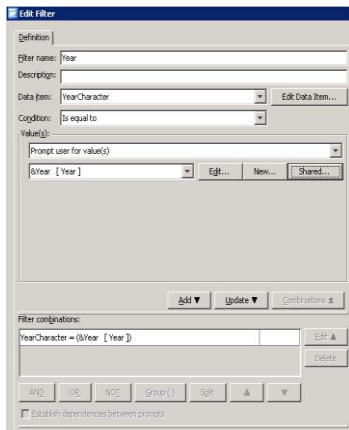 Edit Filter
Definition
Filter name: Year
Description:
Data item: YearCharacter Edit Data Item...
Condition: Is equal to
Value(s):
Prompt user for value(s)
&Year [ Year ] Edit... New... Shared...
Add ▼ Update ▼ Combinations ±
Filter combinations:
YearCharacter = (&Year [ Year ]) Edit ▲
Delete
AND OR NOT Group ( ) Split ▲ ▼
Establish dependencies between prompts